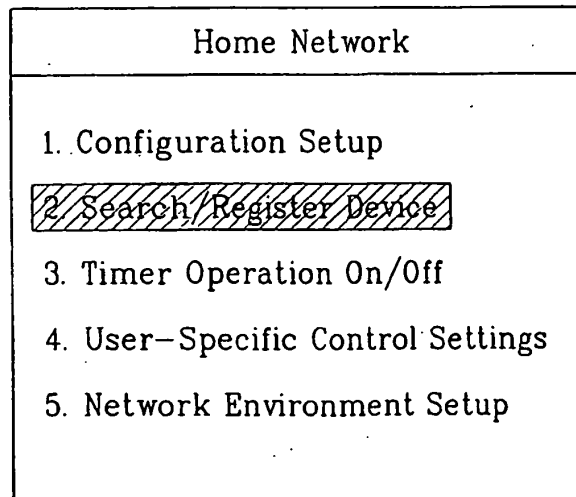 Home Network
1. Configuration Setup
2. Search/Register Device
3. Timer Operation On/Off
4. User-Specific Control Settings
5. Network Environment Setup